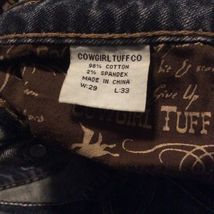 COWGIRLTUFFCO
98% COTTON
2% SPANDEX
MADE IN CHINA
W:29 L:33
Give Up
COWGIRL TUFF